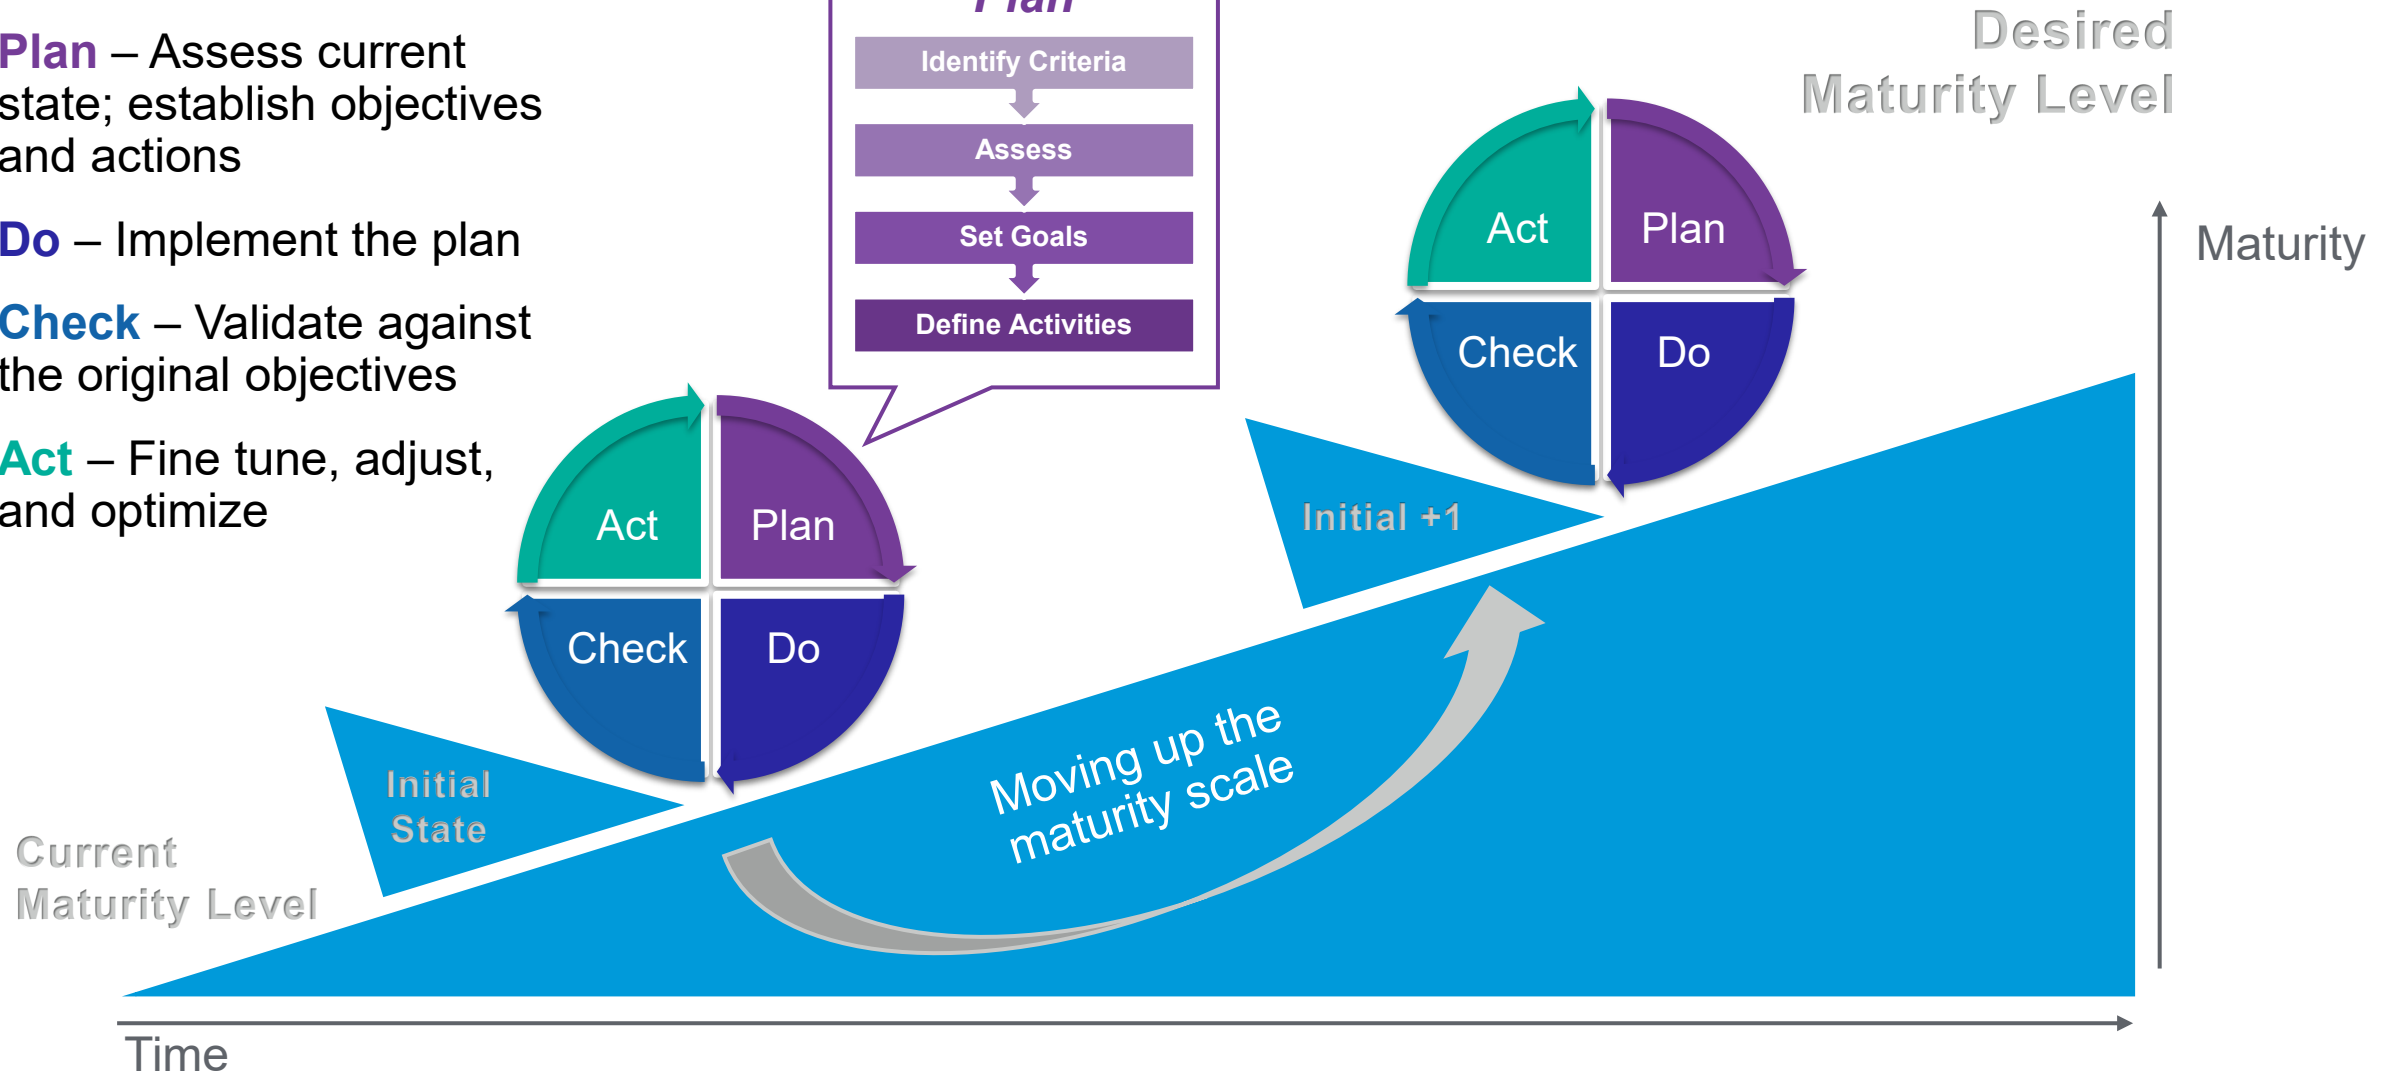 Plan – Assess current
state; establish objectives
and actions
Do – Implement the plan
Check – Validate against
the original objectives
Act – Fine tune, adjust,
and optimize
Plan
Identify Criteria
Assess
Set Goals
Define Activities
Desired
Maturity Level
Maturity
Act
Plan
Check
Do
Initial +1
Act
Plan
Check
Do
Initial
State
Current
Maturity Level
Moving up the
maturity scale
Time